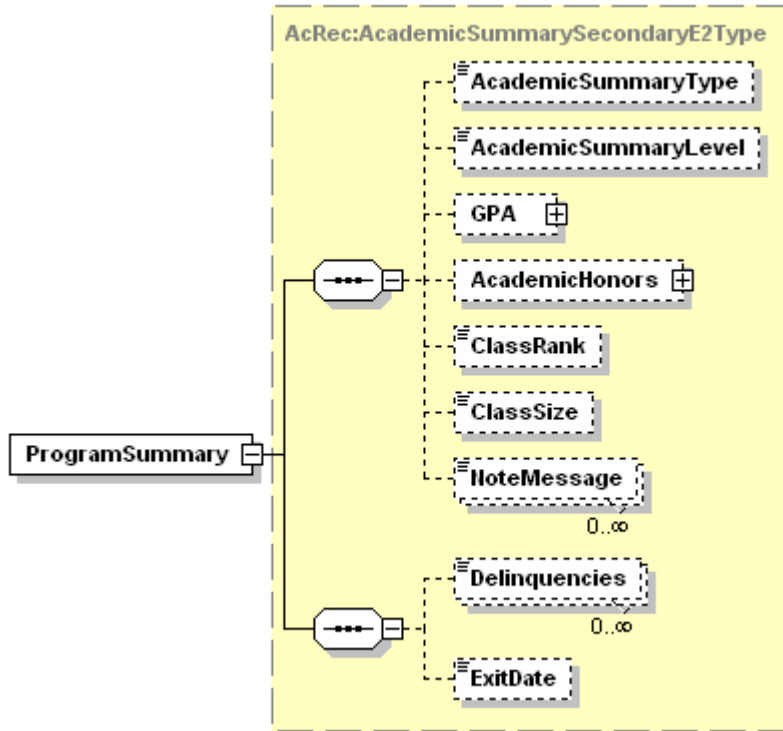 AcRec:AcademicSummarySecondaryE2Type
AcademicSummaryType
AcademicSummaryLevel
GPA
AcademicHonors
ClassRank
ClassSize
ProgramSummary
NoteMessage
0..∞
Delinquencies
0..∞
ExitDate